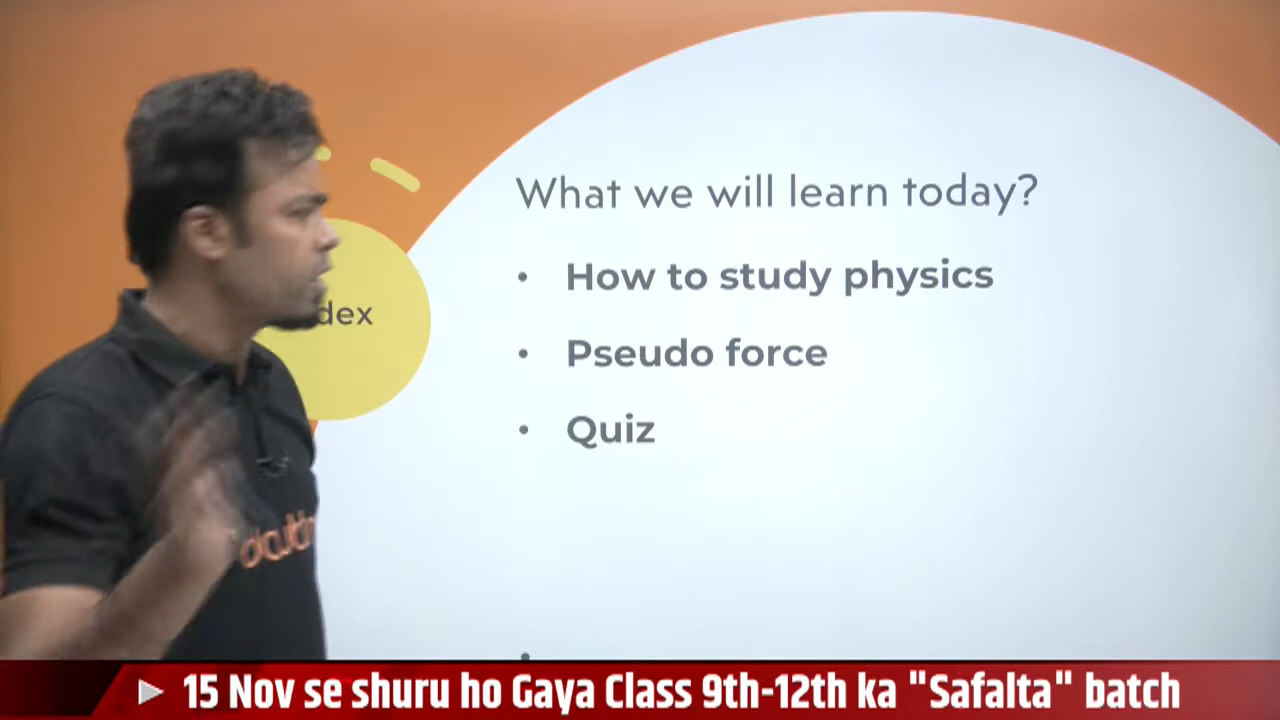 What we will learn today?
• How to study physics
• Pseudo force
• Quiz
15 Nov se shuru ho Gaya Class 9th-12th ka "Safalta" batch